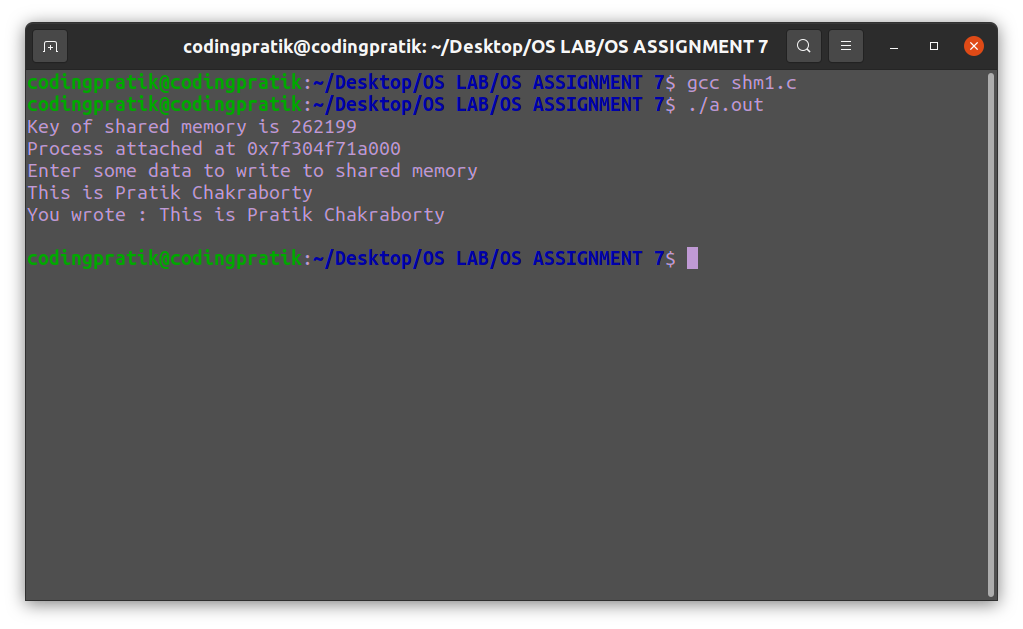 codingpratik@codingpratik: ~/Desktop/OS LAB/OS ASSIGNMENT 7
codingpratik@codingpratik:~/Desktop/OS LAB/OS ASSIGNMENT 7$ gcc shm1.c
codingpratik@codingpratik:~/Desktop/OS LAB/OS ASSIGNMENT 7$ ./a.out
Key of shared memory is 262199
Process attached at 0x7f304f71a000
Enter some data to write to shared memory
This is Pratik Chakraborty
You wrote : This is Pratik Chakraborty
codingpratik@codingpratik:~/Desktop/OS LAB/OS ASSIGNMENT 7$